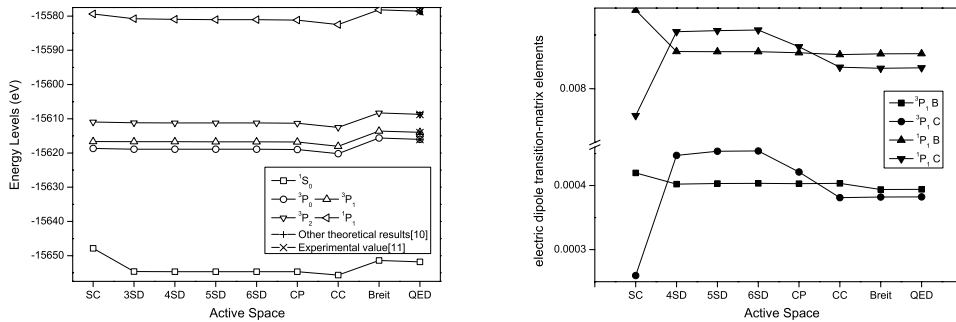 -15580
-15590
-15600
-15610
-15620
-15630
-15640
-15650
Energy Levels (eV)
¹S₀
³P₀ ³P₁
³P₂ ¹P₁
Other theoretical results[10]
Experimental value[11]
SC 3SD 4SD 5SD 6SD CP CC Breit QED
Active Space
electric dipole transition-matrix elements
0.008
0.0004
0.0003
³P₁ B
³P₁ C
¹P₁ B
¹P₁ C
SC 4SD 5SD 6SD CP CC Breit QED
Active Space